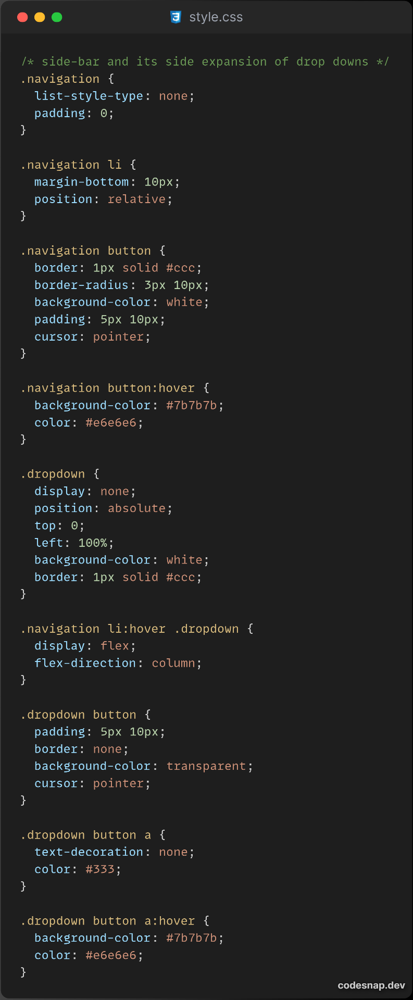 style.css
/* side-bar and its side expansion of drop downs */
.navigation {
  list-style-type: none;
  padding: 0;
}

.navigation li {
  margin-bottom: 10px;
  position: relative;
}

.navigation button {
  border: 1px solid #ccc;
  border-radius: 3px 10px;
  background-color: white;
  padding: 5px 10px;
  cursor: pointer;
}

.navigation button:hover {
  background-color: #7b7b7b;
  color: #e6e6e6;
}

.dropdown {
  display: none;
  position: absolute;
  top: 0;
  left: 100%;
  background-color: white;
  border: 1px solid #ccc;
}

.navigation li:hover .dropdown {
  display: flex;
  flex-direction: column;
}

.dropdown button {
  padding: 5px 10px;
  border: none;
  background-color: transparent;
  cursor: pointer;
}

.dropdown button a {
  text-decoration: none;
  color: #333;
}

.dropdown button a:hover {
  background-color: #7b7b7b;
  color: #e6e6e6;
}
codesnap.dev